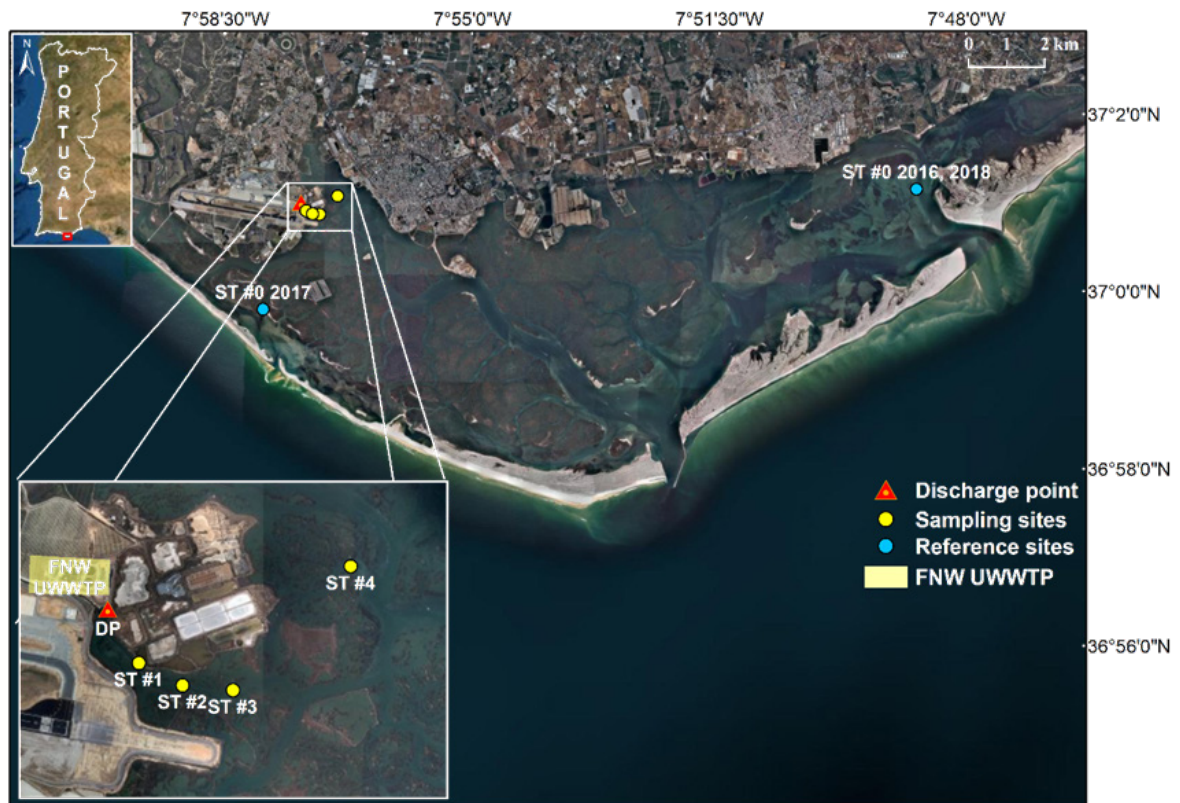 7°58'30"W
7°55'0"W
7°51'30"W
7°48'0"W
N
PORTUGAL
0 1 2 km
37°2'0"N
ST #0 2016, 2018
37°0'0"N
ST #0 2017
36°58'0"N
Discharge point
Sampling sites
Reference sites
FNW UWWTP
36°56'0"N
FNW
UWWTP
DP
ST #1
ST #2
ST #3
ST #4